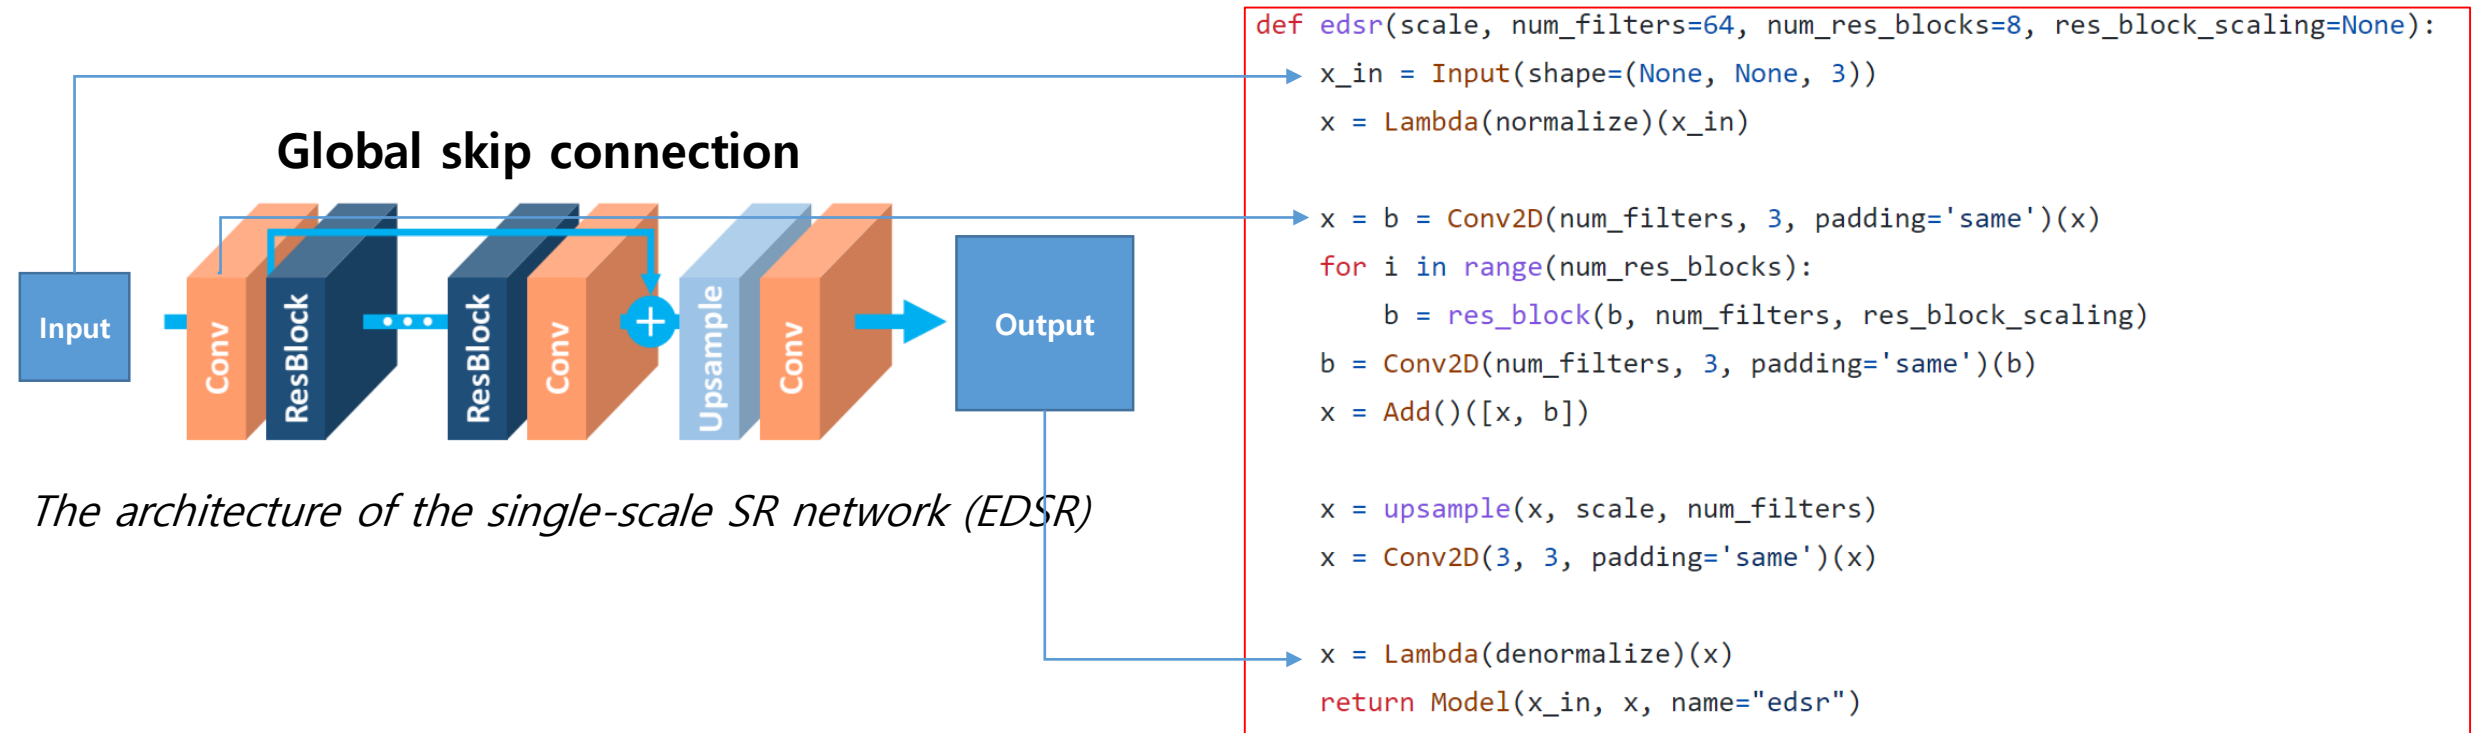 Global skip connection
Input
Conv
ResBlock
ResBlock
Conv
+
Upsample
Conv
Output
The architecture of the single-scale SR network (EDSR)
def edsr(scale, num_filters=64, num_res_blocks=8, res_block_scaling=None):
    x_in = Input(shape=(None, None, 3))
    x = Lambda(normalize)(x_in)

    x = b = Conv2D(num_filters, 3, padding='same')(x)
    for i in range(num_res_blocks):
        b = res_block(b, num_filters, res_block_scaling)
    b = Conv2D(num_filters, 3, padding='same')(b)
    x = Add()([x, b])

    x = upsample(x, scale, num_filters)
    x = Conv2D(3, 3, padding='same')(x)

    x = Lambda(denormalize)(x)
    return Model(x_in, x, name="edsr")